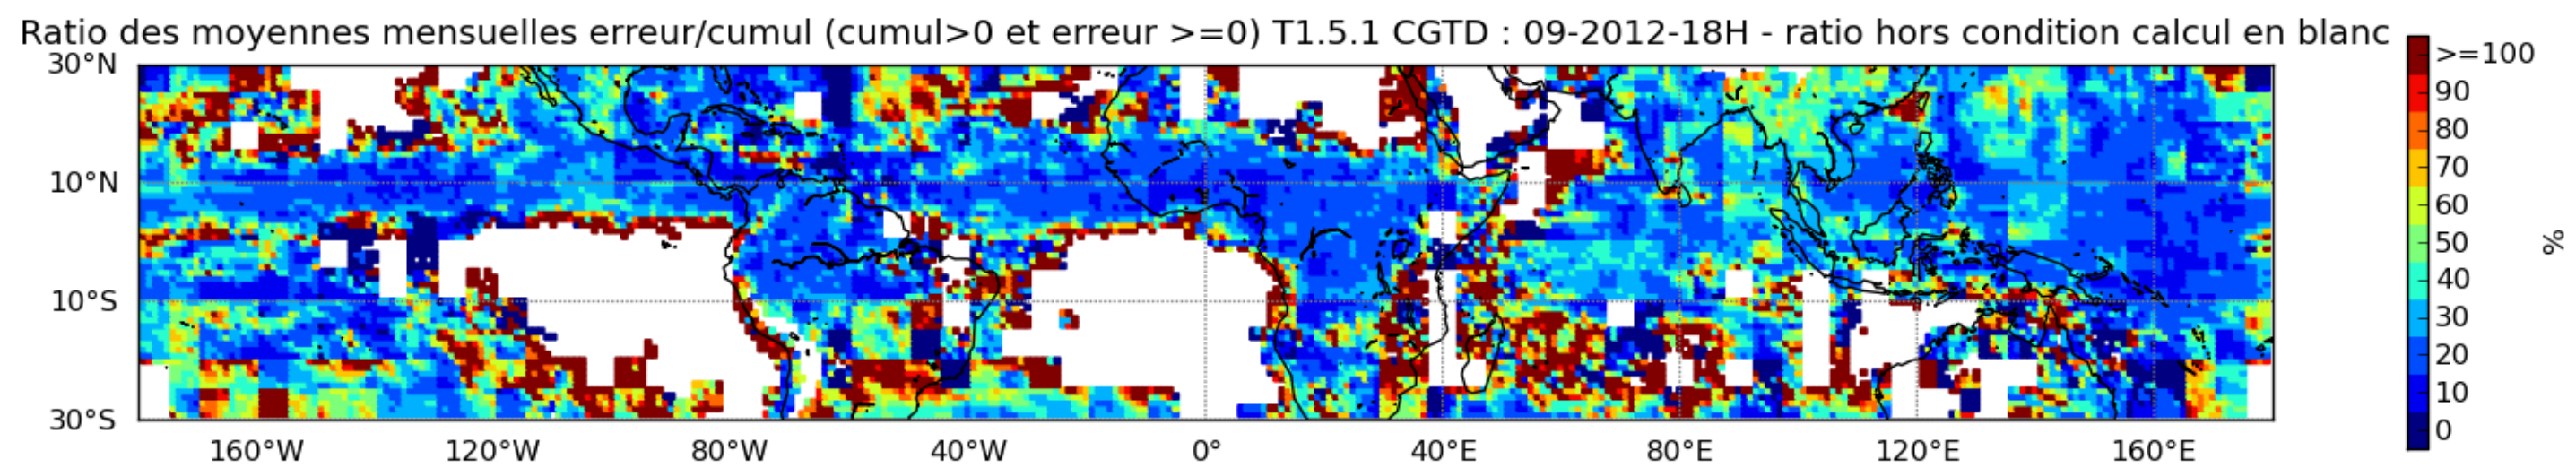 Ratio des moyennes mensuelles erreur/cumul (cumul>0 et erreur >=0) T1.5.1 CGTD : 09-2012-18H - ratio hors condition calcul en blanc
30°N
10°N
10°S
30°S
160°W 120°W 80°W 40°W 0° 40°E 80°E 120°E 160°E
>=100
90
80
70
60
50
40
30
20
10
0
%